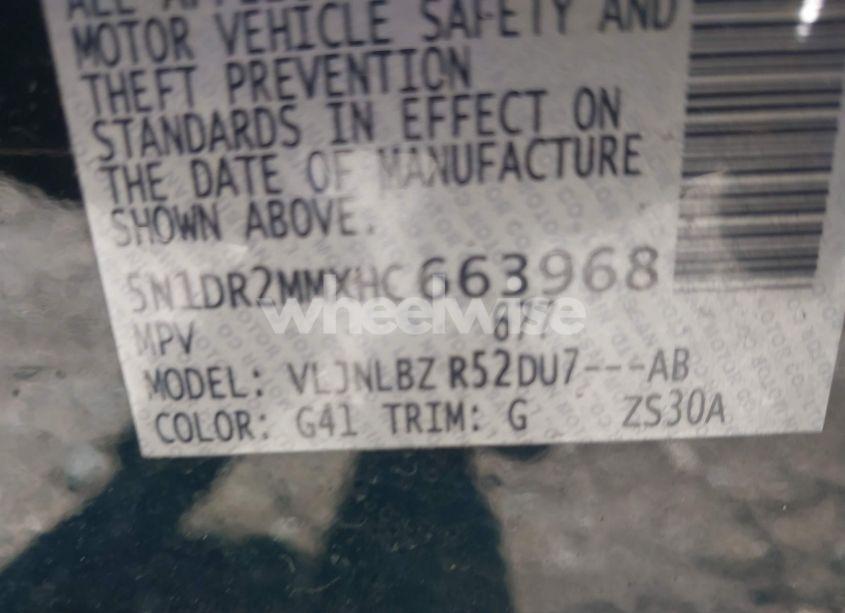 MOTOR VEHICLE SAFETY AND
THEFT PREVENTION
STANDARDS IN EFFECT ON
THE DATE OF MANUFACTURE
SHOWN ABOVE.
5N1DR2MMXHC663968
MPV
MODEL: VLJNLBZ R52DU7---AB
COLOR: G41 TRIM: G ZS30A
wheelwise